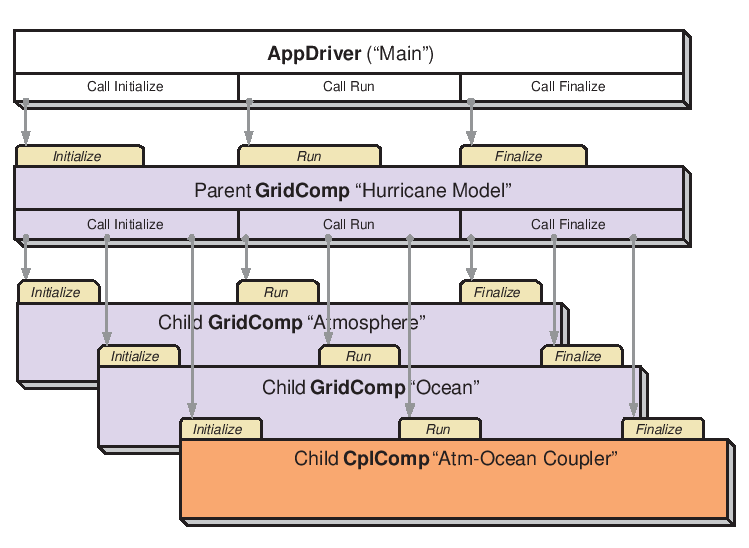 AppDriver ("Main")
Call Initialize Call Run Call Finalize
Initialize Run Finalize
Parent GridComp "Hurricane Model"
Call Initialize Call Run Call Finalize
Initialize Run Finalize
Child GridComp "Atmosphere"
Initialize Run Finalize
Child GridComp "Ocean"
Initialize Run Finalize
Child CplComp "Atm-Ocean Coupler"